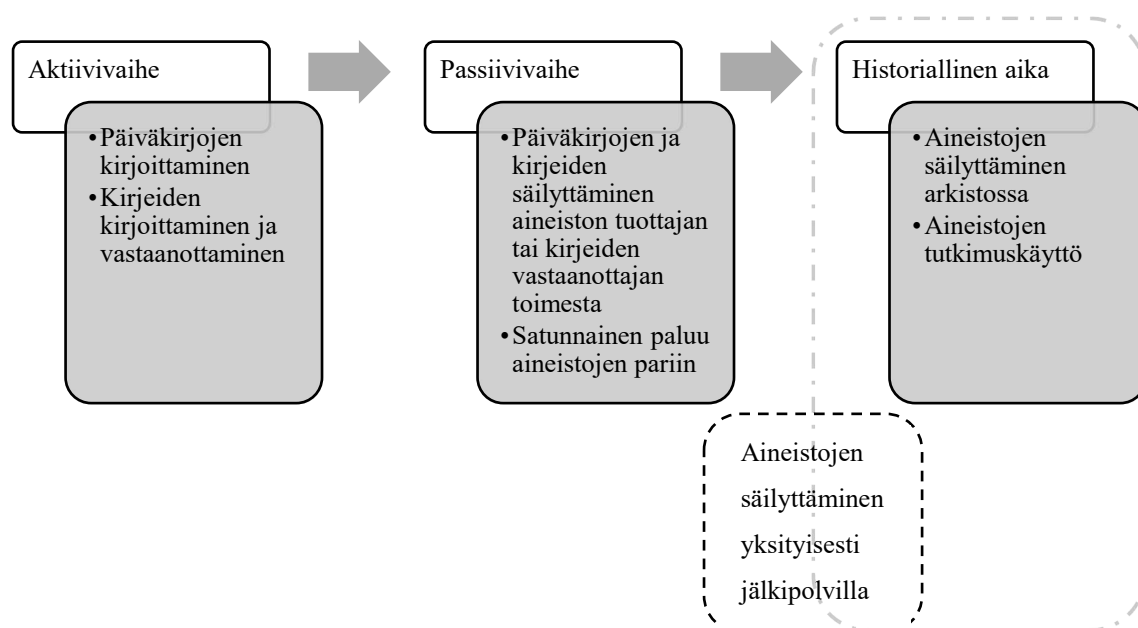 Aktiivivaihe
•Päiväkirjojen
kirjoittaminen
•Kirjeiden
kirjoittaminen ja
vastaanottaminen
Passiivivaihe
•Päiväkirjojen ja
kirjeiden
säilyttäminen
aineiston tuottajan
tai kirjeiden
vastaanottajan
toimesta
•Satunnainen paluu
aineistojen pariin
Historiallinen aika
•Aineistojen
säilyttäminen
arkistossa
•Aineistojen
tutkimuskäyttö
Aineistojen
säilyttäminen
yksityisesti
jälkipolvilla